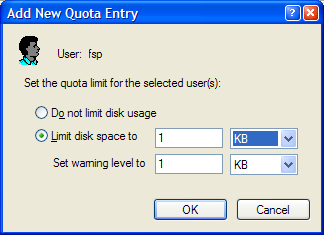 Add New Quota Entry
?
User: fsp
Set the quota limit for the selected user(s):
Do not limit disk usage
Limit disk space to 1 KB
Set warning level to 1 KB
OK Cancel